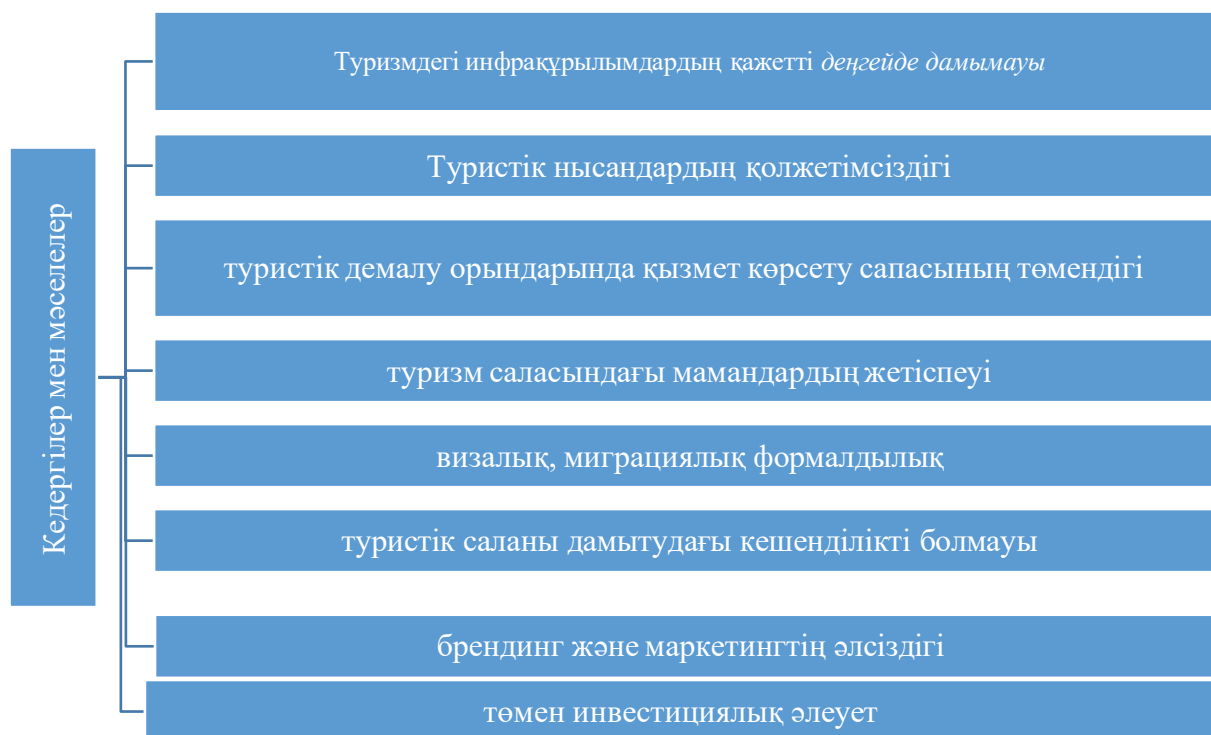 Кедергілер мен мәселелер
Туризмдегі инфрақұрылымдардың қажетті деңгейде дамымауы
Туристік нысандардың қолжетімсіздігі
туристік демалу орындарында қызмет көрсету сапасының төмендігі
туризм саласындағы мамандардың жетіспеуі
визалық, миграциялық формалдылық
туристік саланы дамытудағы кешенділікті болмауы
брендинг және маркетингтің әлсіздігі
төмен инвестициялық әлеует